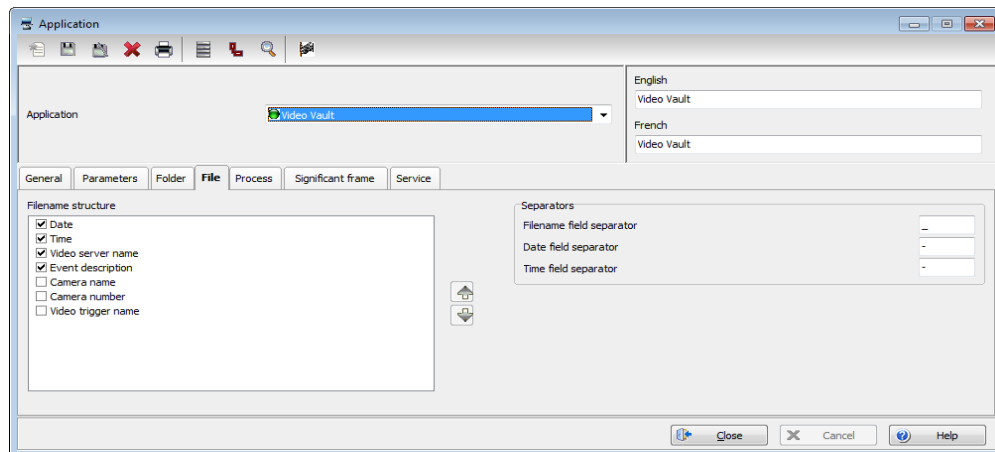 Application
English
Video Vault
Application
Video Vault
French
Video Vault
General Parameters Folder File Process Significant frame Service
Filename structure
Date
Time
Video server name
Event description
Camera name
Camera number
Video trigger name
Separators
Filename field separator _
Date field separator -
Time field separator -
Close Cancel Help